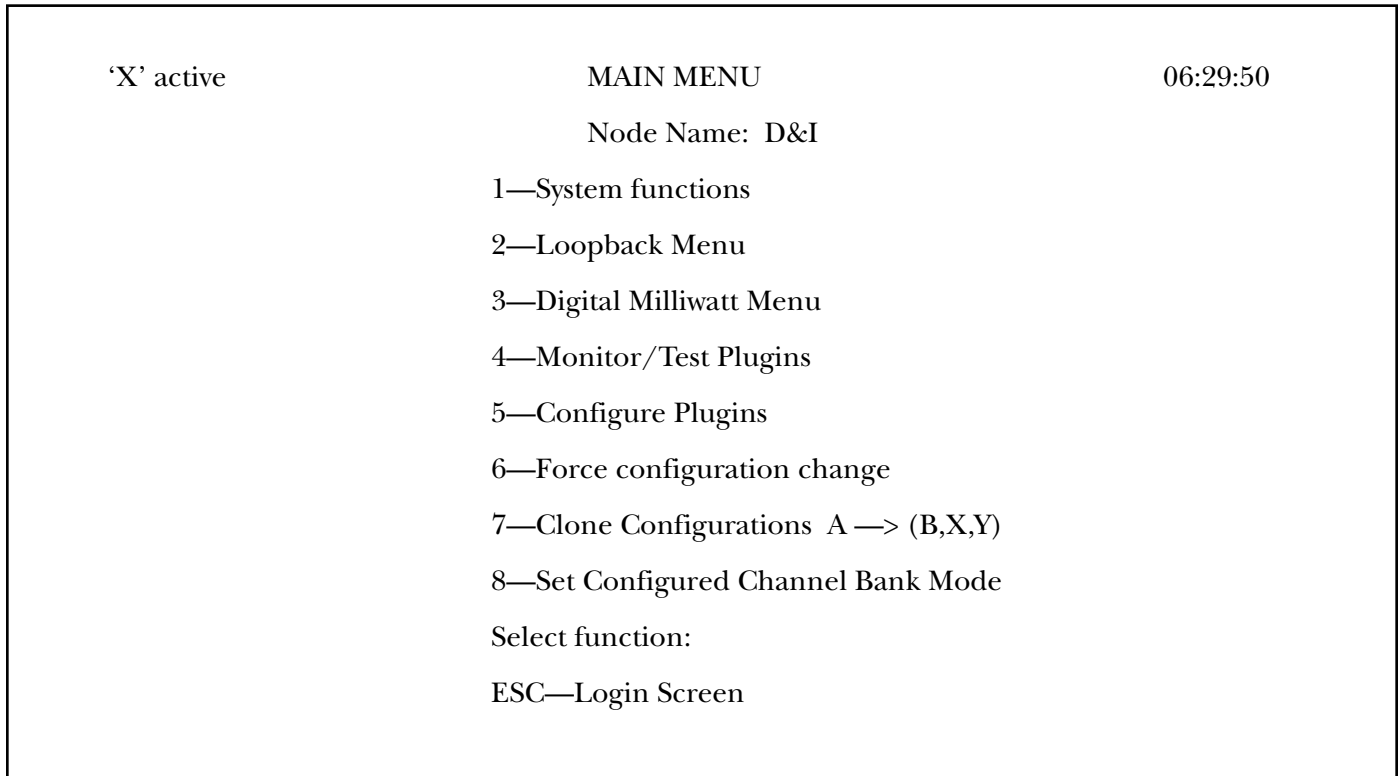 ‘X’ active MAIN MENU 06:29:50
Node Name: D&I
1—System functions
2—Loopback Menu
3—Digital Milliwatt Menu
4—Monitor/Test Plugins
5—Configure Plugins
6—Force configuration change
7—Clone Configurations A —> (B,X,Y)
8—Set Configured Channel Bank Mode
Select function:
ESC—Login Screen